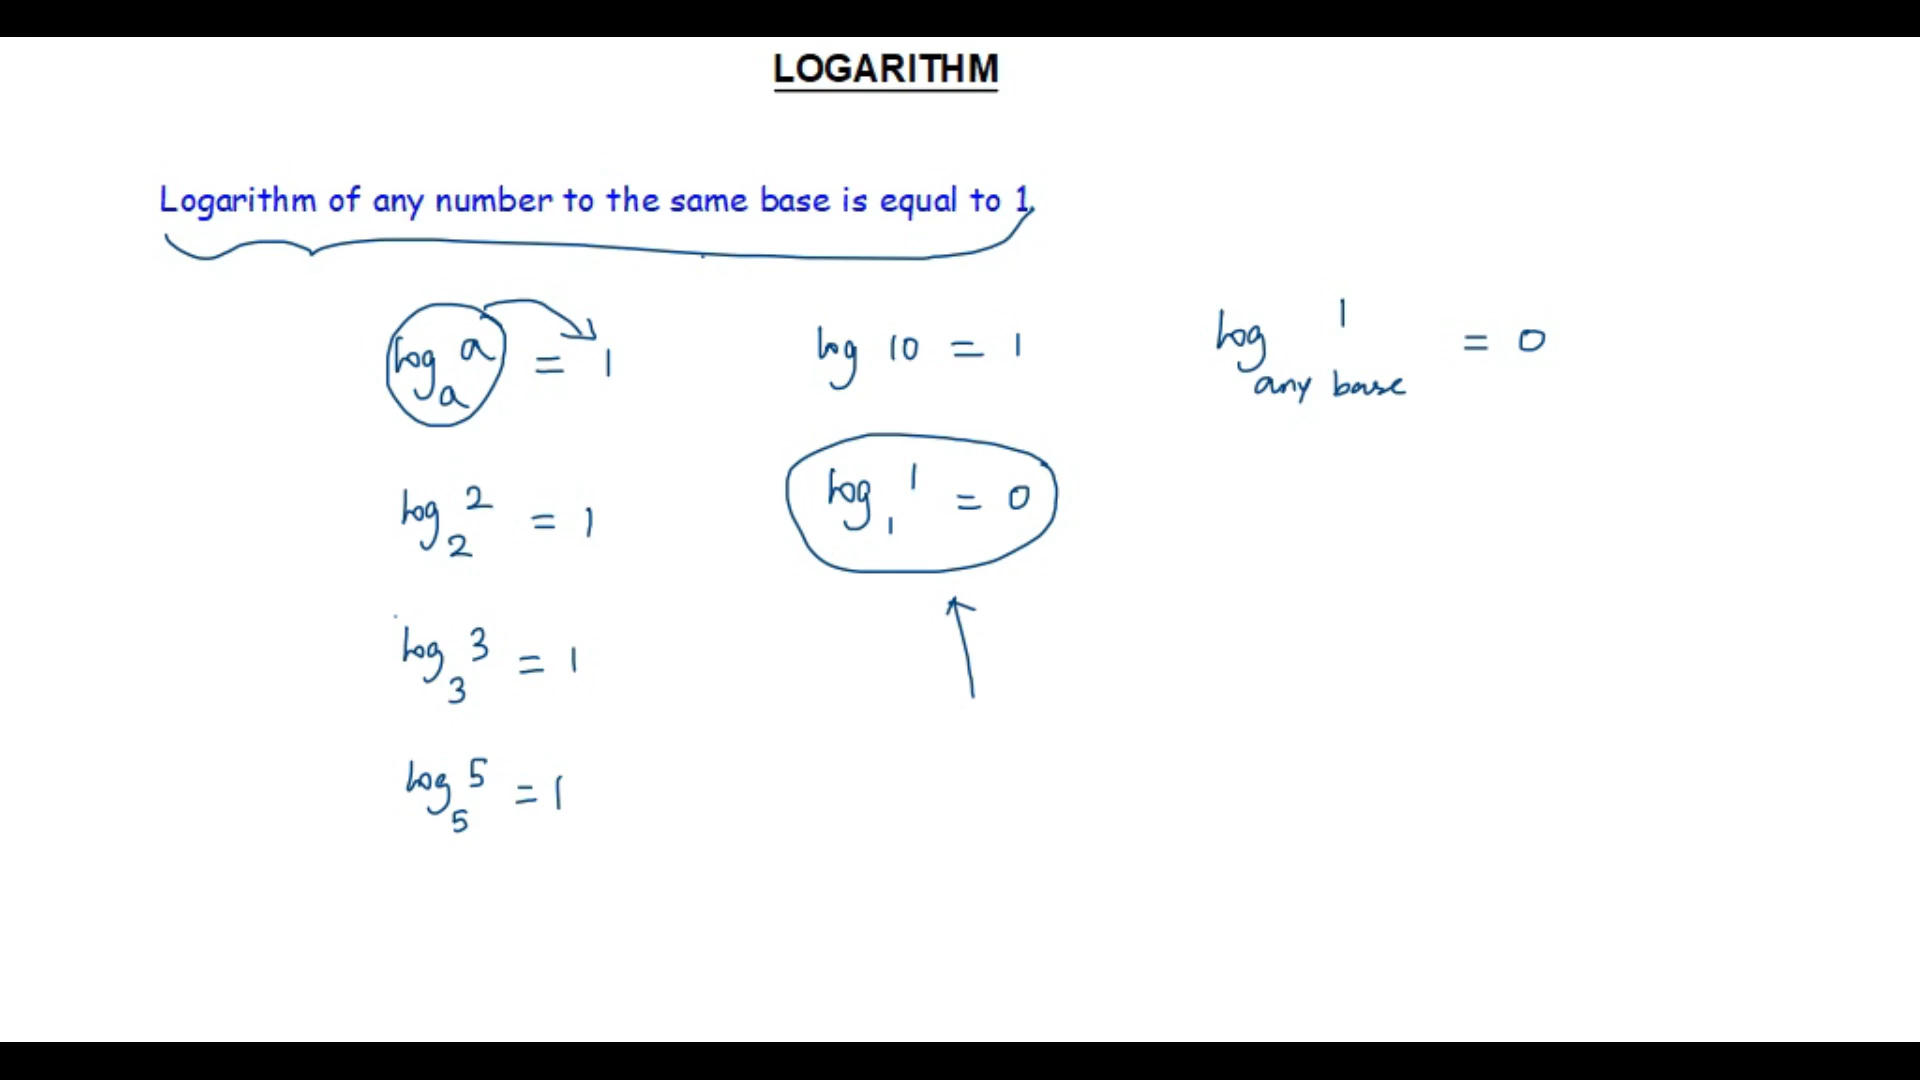 LOGARITHM
Logarithm of any number to the same base is equal to 1.
log a a = 1
log 10 = 1
log any base 1 = 0
log 2 2 = 1
log 1 1 = 0
log 3 3 = 1
log 5 5 = 1